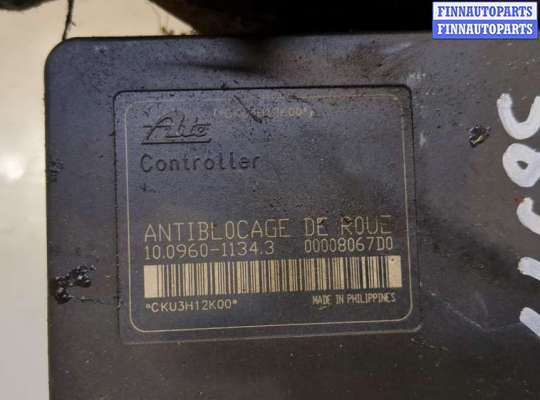 FINNAUTOPARTS
FINNAUTOPARTS
Ate
Controller
ANTIBLOCAGE DE ROUE
10.0960-1134.3 00008067D0
*CKU3H12K00*
MADE IN PHILIPPINES